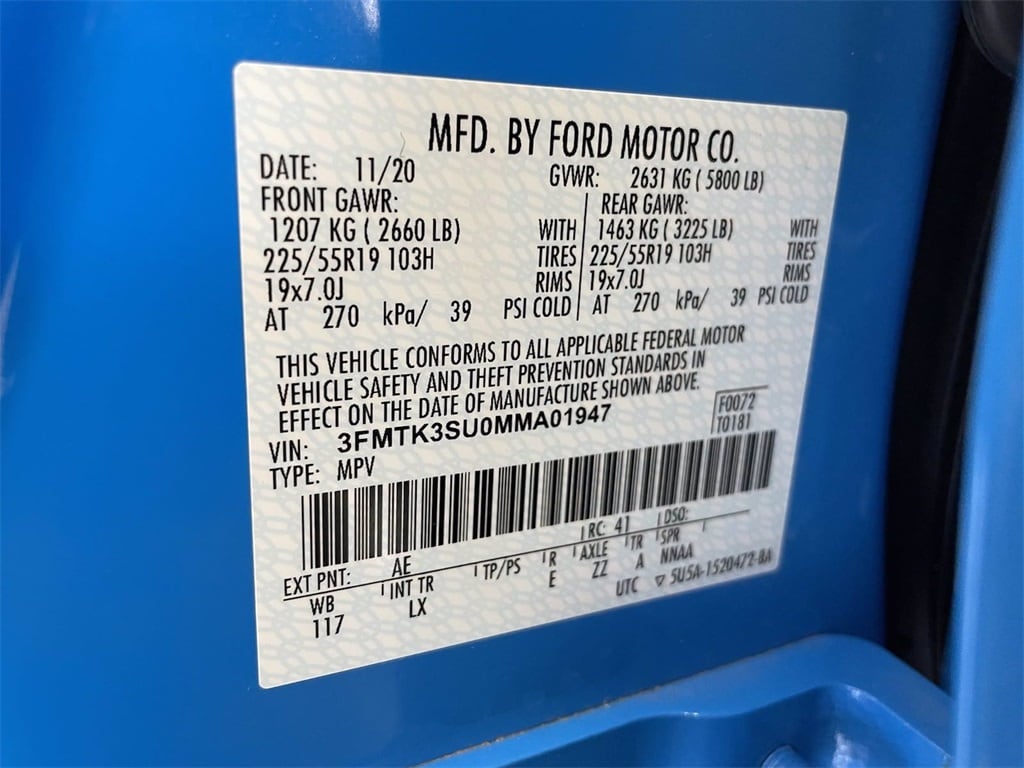 MFD. BY FORD MOTOR CO.
DATE: 11/20 GVWR: 2631 KG ( 5800 LB)
FRONT GAWR: REAR GAWR:
1207 KG ( 2660 LB) WITH 1463 KG ( 3225 LB) WITH
225/55R19 103H TIRES 225/55R19 103H TIRES
19x7.0J RIMS 19x7.0J RIMS
AT 270 kPa/ 39 PSI COLD AT 270 kPa/ 39 PSI COLD
THIS VEHICLE CONFORMS TO ALL APPLICABLE FEDERAL MOTOR
VEHICLE SAFETY AND THEFT PREVENTION STANDARDS IN
EFFECT ON THE DATE OF MANUFACTURE SHOWN ABOVE.
VIN: 3FMTK3SU0MMA01947 F0072
TYPE: MPV T0181
EXT PNT: AE RC: 41 DSO:
WB INT TR TP/PS R AXLE TR SPR
117 LX E ZZ A NNAA
UTC ▽ 5U5A-1520472-BA